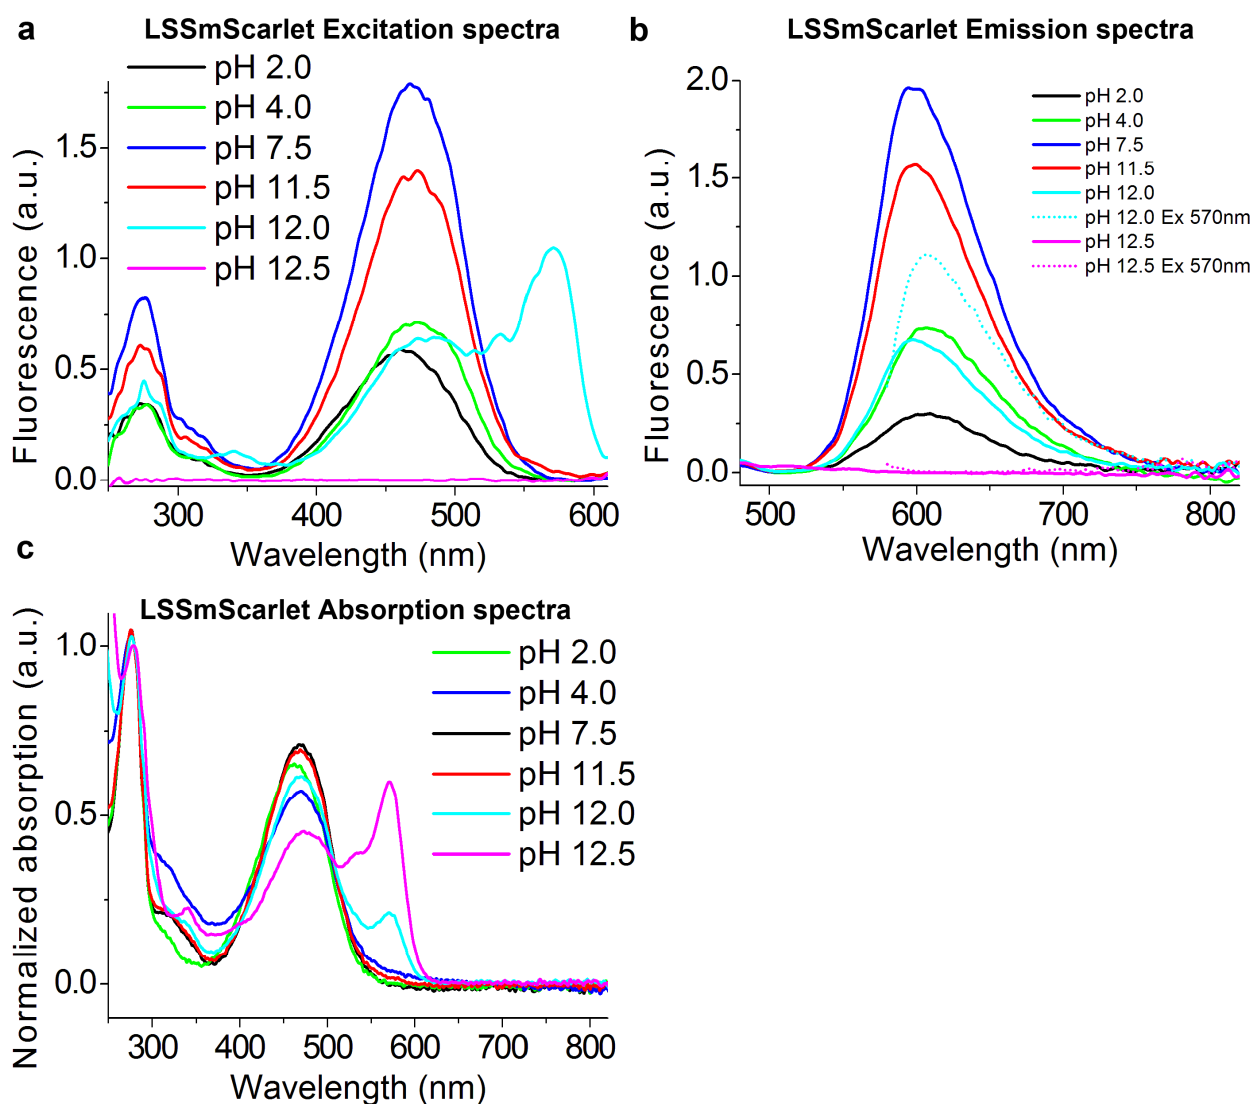 a
LSSmScarlet Excitation spectra
pH 2.0
pH 4.0
pH 7.5
pH 11.5
pH 12.0
pH 12.5
1.5
1.0
0.5
0.0
Fluorescence (a.u.)
300 400 500 600
Wavelength (nm)
b
LSSmScarlet Emission spectra
pH 2.0
pH 4.0
pH 7.5
pH 11.5
pH 12.0
pH 12.0 Ex 570nm
pH 12.5
pH 12.5 Ex 570nm
2.0
1.5
1.0
0.5
0.0
Fluorescence (a.u.)
500 600 700 800
Wavelength (nm)
c
LSSmScarlet Absorption spectra
pH 2.0
pH 4.0
pH 7.5
pH 11.5
pH 12.0
pH 12.5
1.0
0.5
0.0
Normalized absorption (a.u.)
300 400 500 600 700 800
Wavelength (nm)